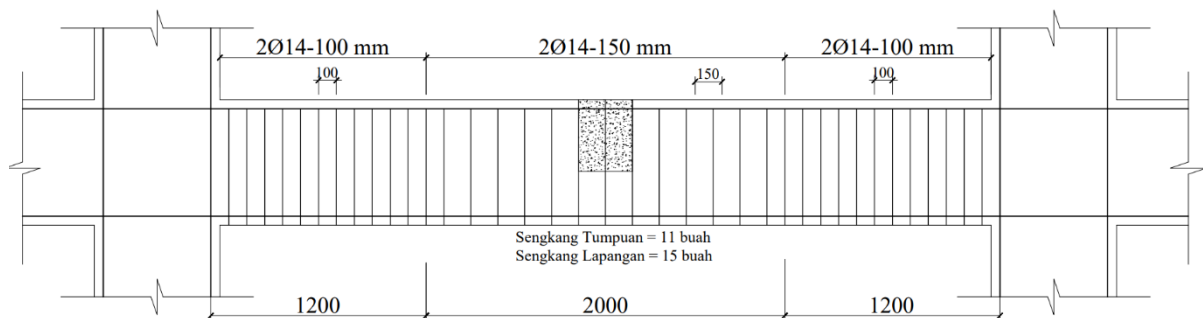 2Ø14-100 mm 2Ø14-150 mm 2Ø14-100 mm
100 150 100
Sengkang Tumpuan = 11 buah
Sengkang Lapangan = 15 buah
1200 2000 1200